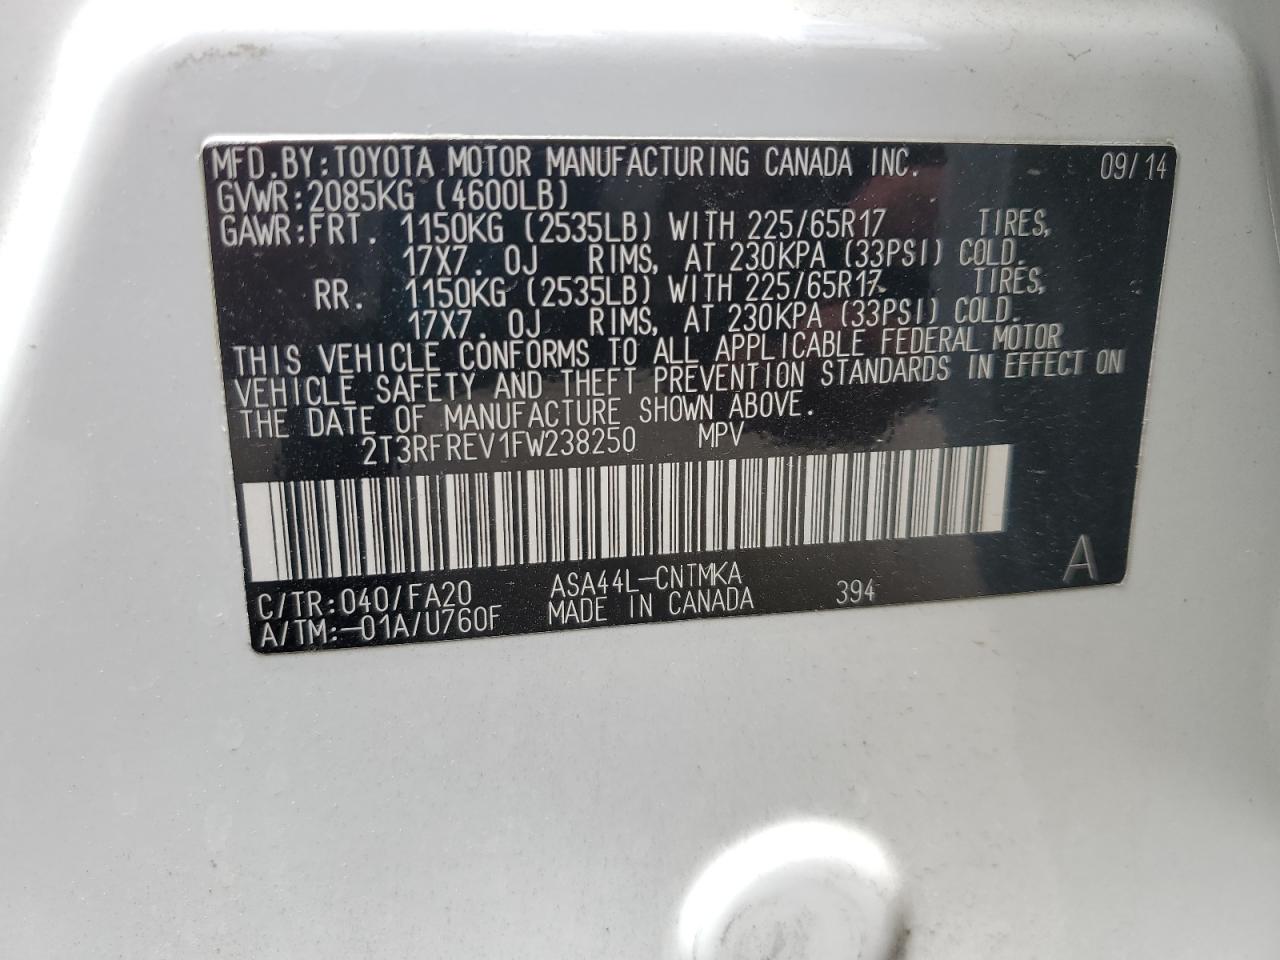 MFD.BY:TOYOTA MOTOR MANUFACTURING CANADA INC. 09/14
GVWR:2085KG (4600LB)
GAWR:FRT. 1150KG (2535LB) WITH 225/65R17 TIRES,
17X7.0J RIMS, AT 230KPA (33PSI) COLD.
RR. 1150KG (2535LB) WITH 225/65R17 TIRES,
17X7.0J RIMS, AT 230KPA (33PSI) COLD.
THIS VEHICLE CONFORMS TO ALL APPLICABLE FEDERAL MOTOR
VEHICLE SAFETY AND THEFT PREVENTION STANDARDS IN EFFECT ON
THE DATE OF MANUFACTURE SHOWN ABOVE.
2T3RFREV1FW238250 MPV
C/TR:040/FA20 ASA44L-CNTMKA 394 A
A/TM:-01A/U760F MADE IN CANADA